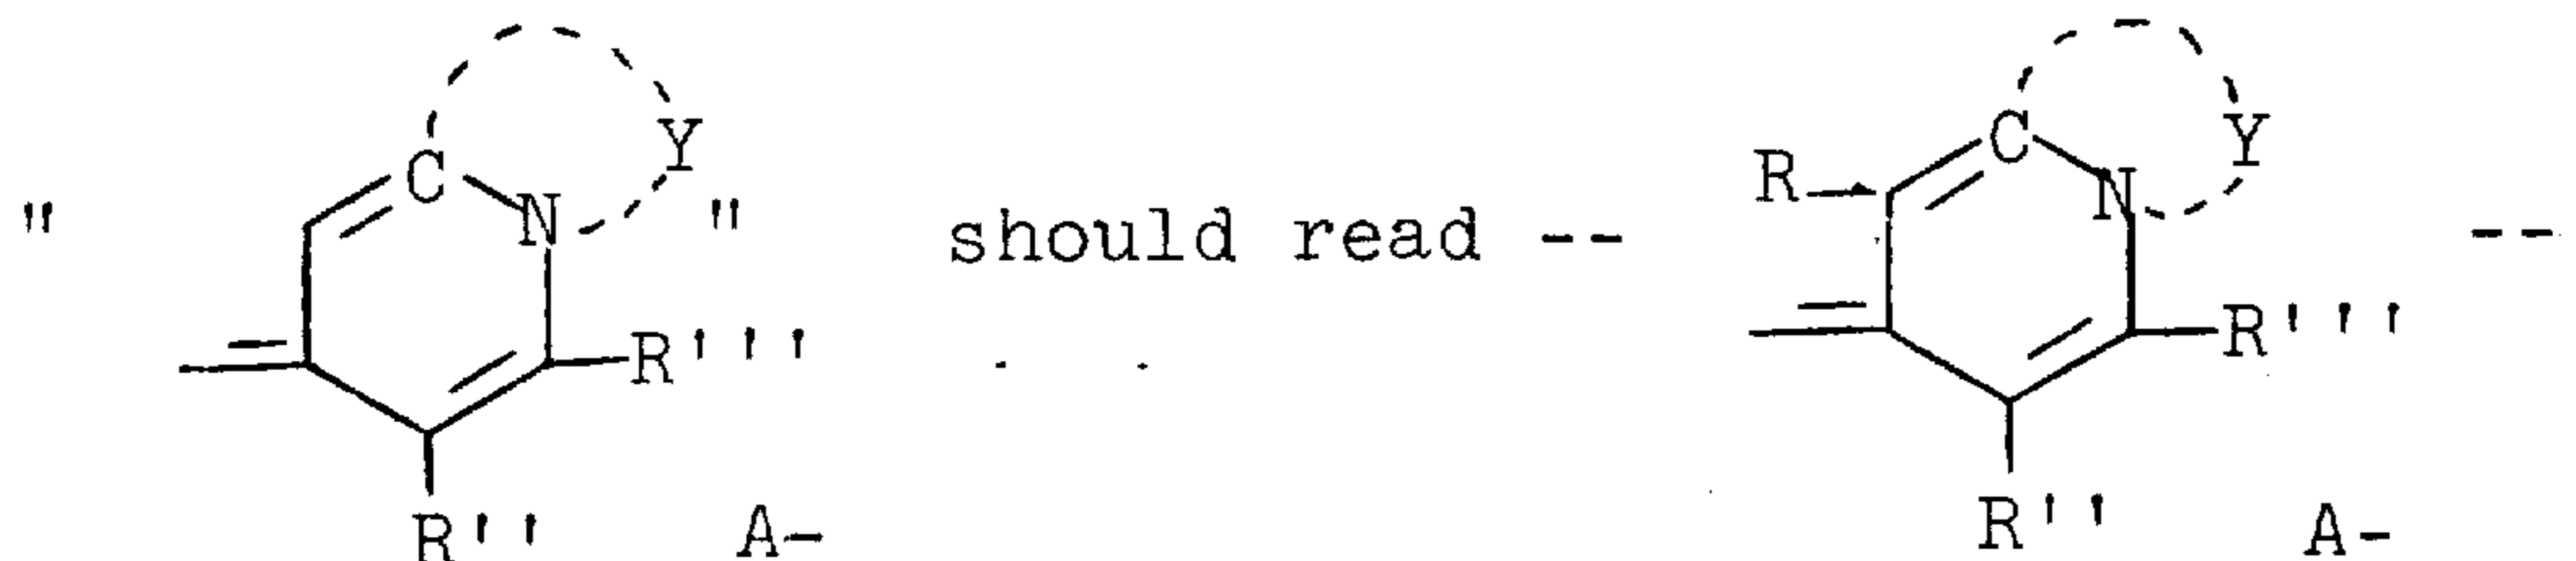 C Y C Y
" N " should read -- R N --
R''' R'''
R'' A- R'' A-